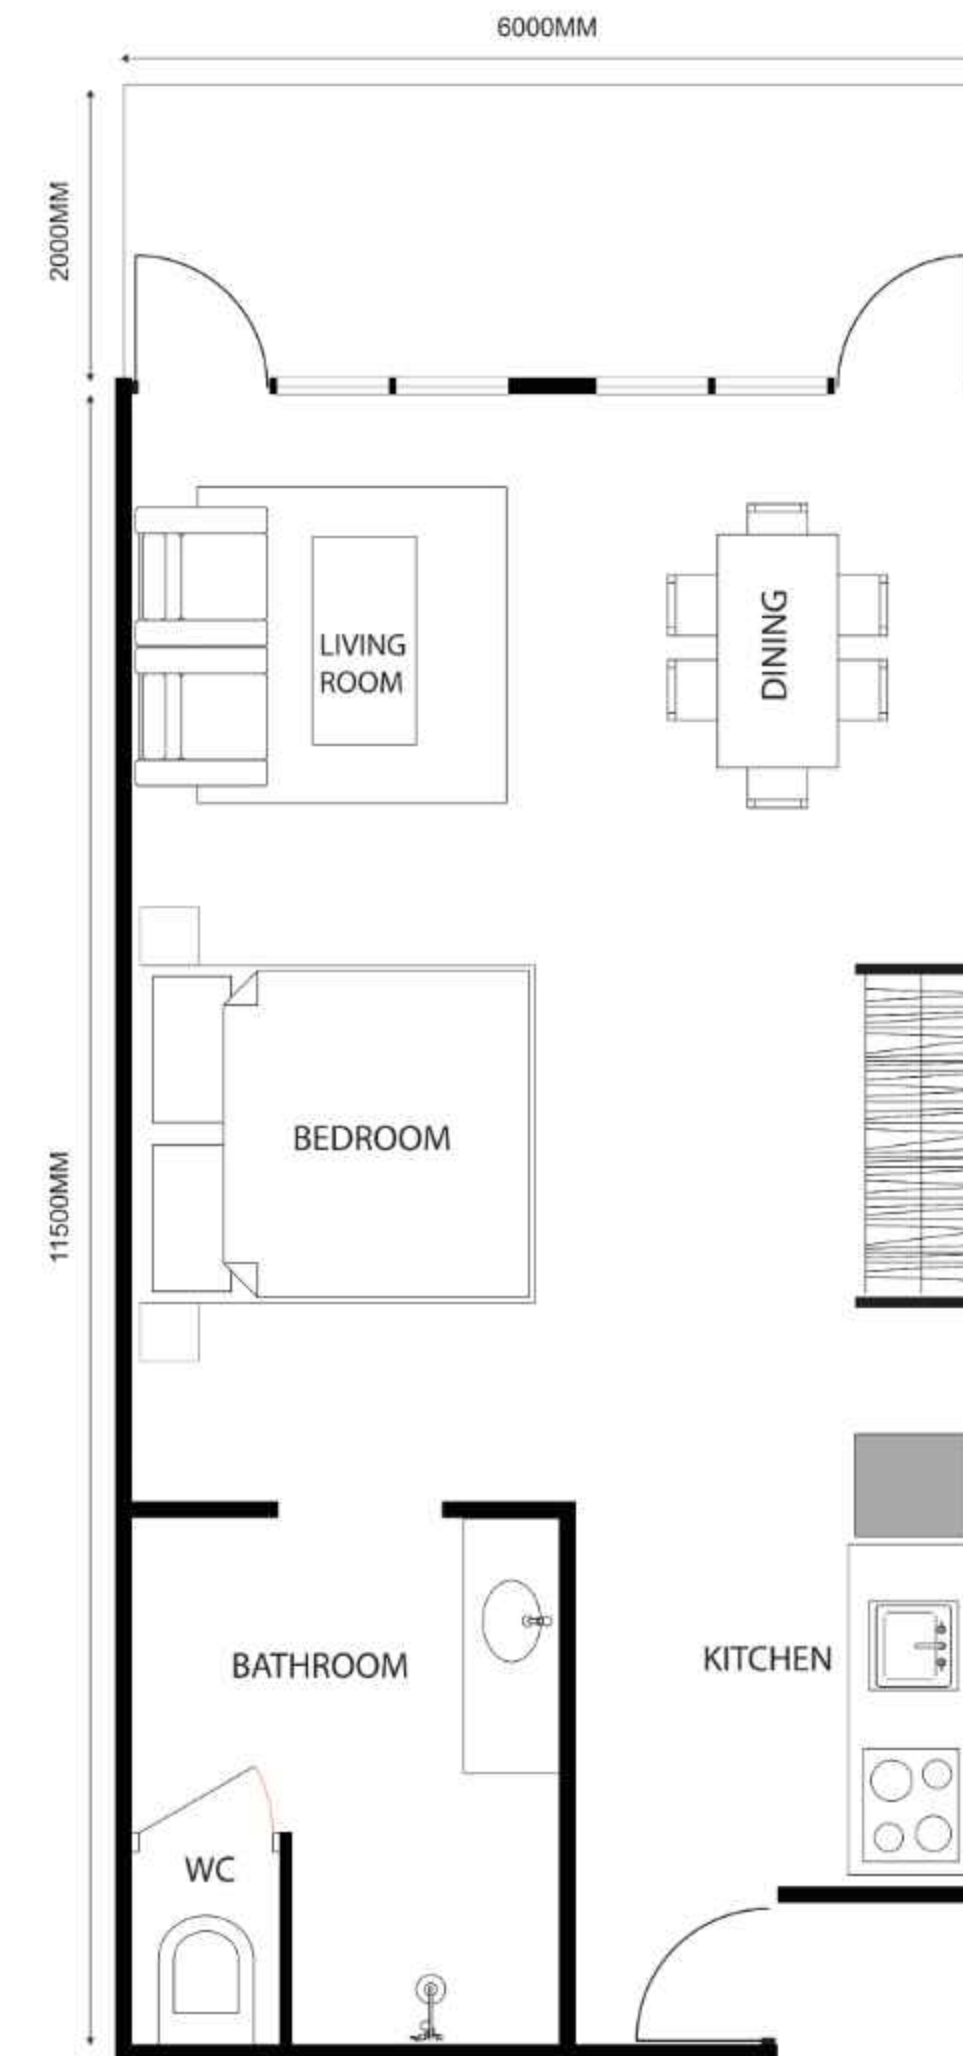 6000MM
2000MM
LIVING
ROOM
DINING
BEDROOM
11500MM
BATHROOM
KITCHEN
WC